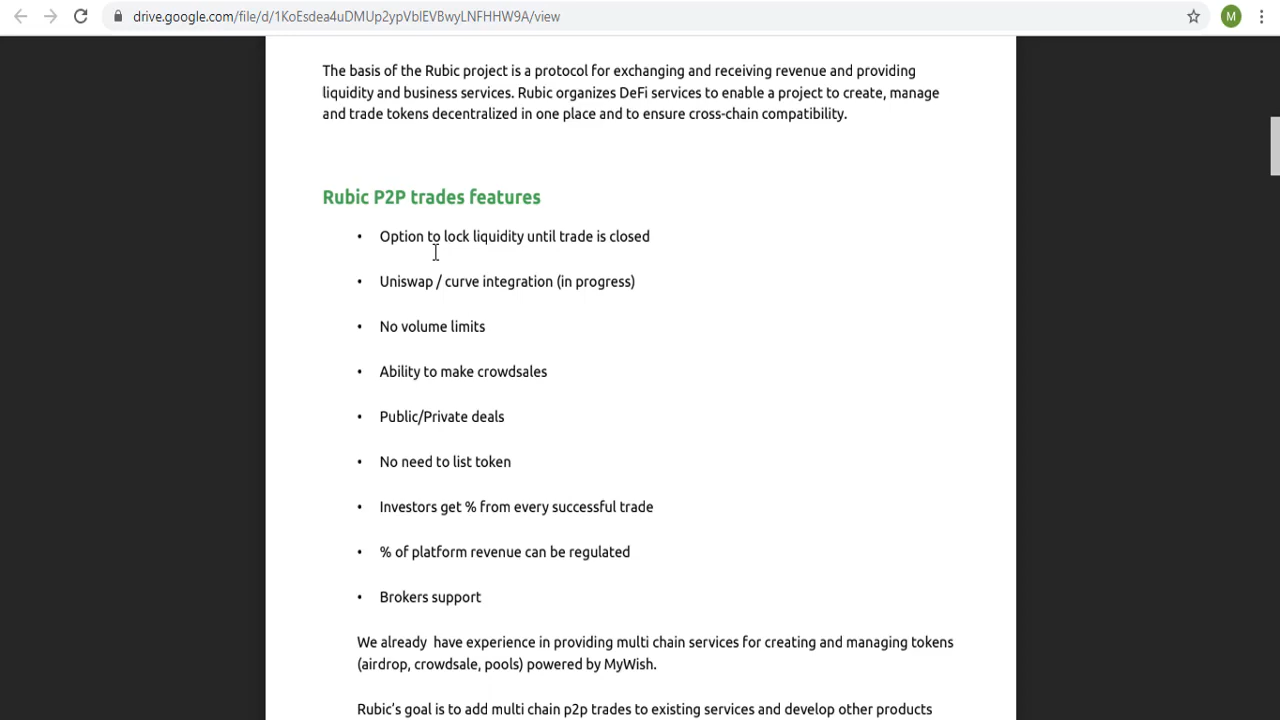 drive.google.com/file/d/1KoEsdea4uDMUp2ypVblEVBwyLNFHHW9A/view
M
The basis of the Rubic project is a protocol for exchanging and receiving revenue and providing
liquidity and business services. Rubic organizes DeFi services to enable a project to create, manage
and trade tokens decentralized in one place and to ensure cross-chain compatibility.
Rubic P2P trades features
• Option to lock liquidity until trade is closed
• Uniswap / curve integration (in progress)
• No volume limits
• Ability to make crowdsales
• Public/Private deals
• No need to list token
• Investors get % from every successful trade
• % of platform revenue can be regulated
• Brokers support
We already have experience in providing multi chain services for creating and managing tokens
(airdrop, crowdsale, pools) powered by MyWish.
Rubic's goal is to add multi chain p2p trades to existing services and develop other products